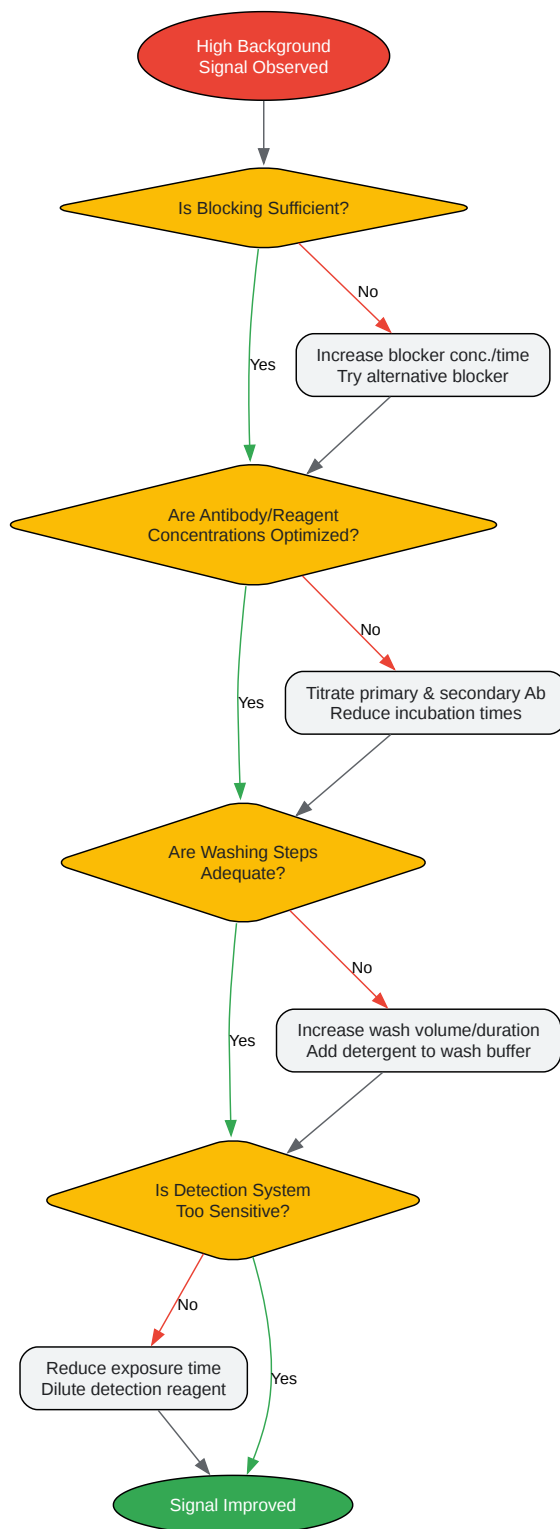 High Background
Signal Observed
Is Blocking Sufficient?
No
Increase blocker conc./time
Try alternative blocker
Yes
Are Antibody/Reagent
Concentrations Optimized?
No
Titrate primary & secondary Ab
Reduce incubation times
Yes
Are Washing Steps
Adequate?
No
Increase wash volume/duration
Add detergent to wash buffer
Yes
Is Detection System
Too Sensitive?
No
Reduce exposure time
Dilute detection reagent
Yes
Signal Improved